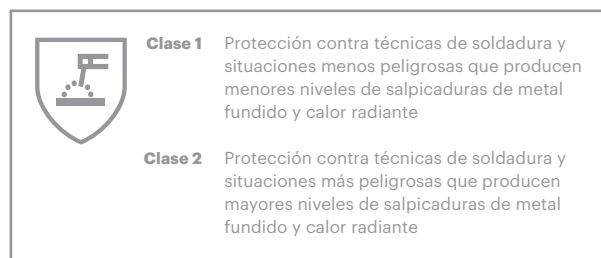 Clase 1 Protección contra técnicas de soldadura y
situaciones menos peligrosas que producen
menores niveles de salpicaduras de metal
fundido y calor radiante
Clase 2 Protección contra técnicas de soldadura y
situaciones más peligrosas que producen
mayores niveles de salpicaduras de metal
fundido y calor radiante